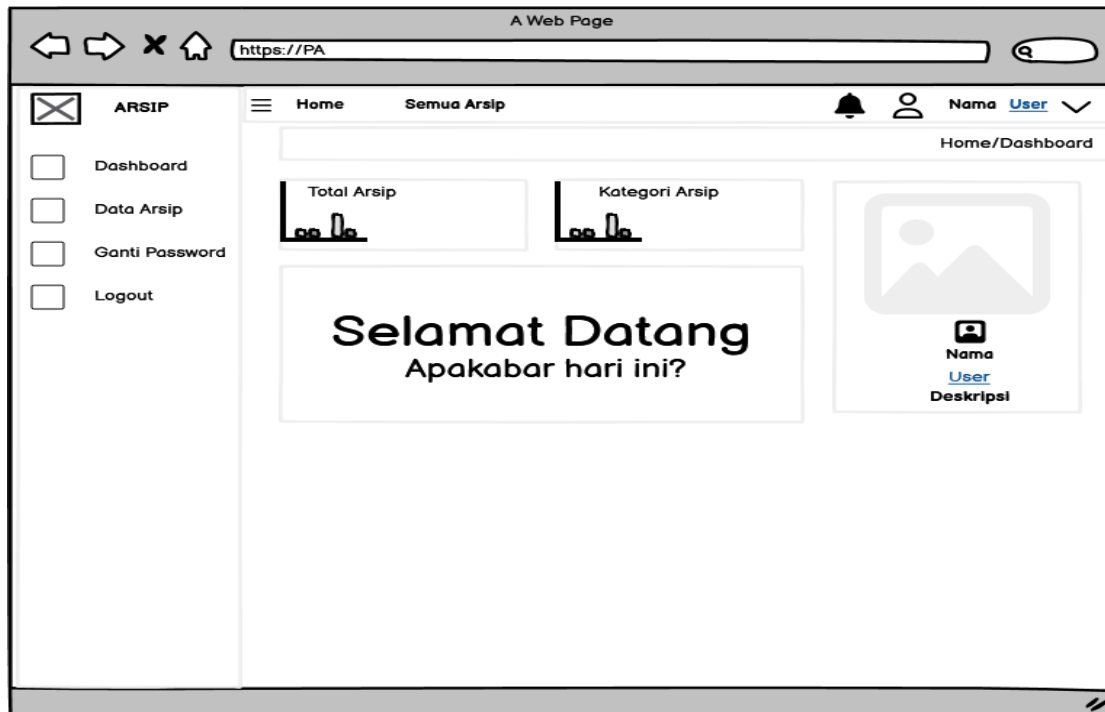 A Web Page
https://PA
ARSIP
Home Semua Arsip Nama User
Home/Dashboard
Dashboard
Data Arsip
Ganti Password
Logout
Total Arsip
Kategori Arsip
Selamat Datang
Apakabar hari ini?
Nama
User
Deskripsi